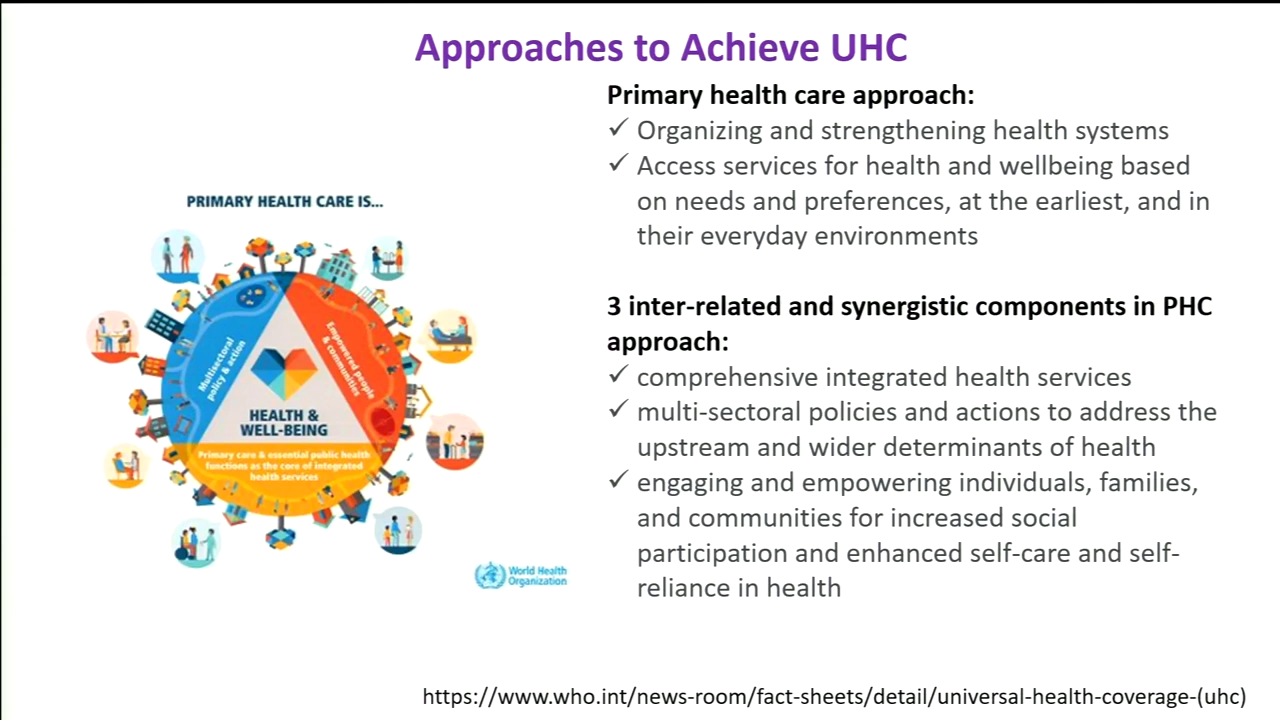 Approaches to Achieve UHC
Primary health care approach:
✓ Organizing and strengthening health systems
✓ Access services for health and wellbeing based
on needs and preferences, at the earliest, and in
their everyday environments
3 inter-related and synergistic components in PHC
approach:
✓ comprehensive integrated health services
✓ multi-sectoral policies and actions to address the
upstream and wider determinants of health
✓ engaging and empowering individuals, families,
and communities for increased social
participation and enhanced self-care and self-
reliance in health
PRIMARY HEALTH CARE IS...
Multisectoral
policy & action
Empowered people
& communities
HEALTH &
WELL-BEING
Primary care & essential public health
functions as the core of integrated
health services
World Health
Organization
https://www.who.int/news-room/fact-sheets/detail/universal-health-coverage-(uhc)